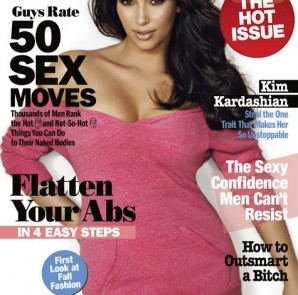 THE HOT
ISSUE
Guys Rate
50
SEX
MOVES
Thousands of Men Rank
the Hot and Not-So-Hot
Things You Can Do
to Their Naked Bodies
Kim
Kardashian
Steal the One
Trait That Makes Her
So Unstoppable
The Sexy
Confidence
Men Can't
Resist
Flatten
Your Abs
IN 4 EASY STEPS
How to
Outsmart
a Bitch
First
Look at
Fall
Fashion